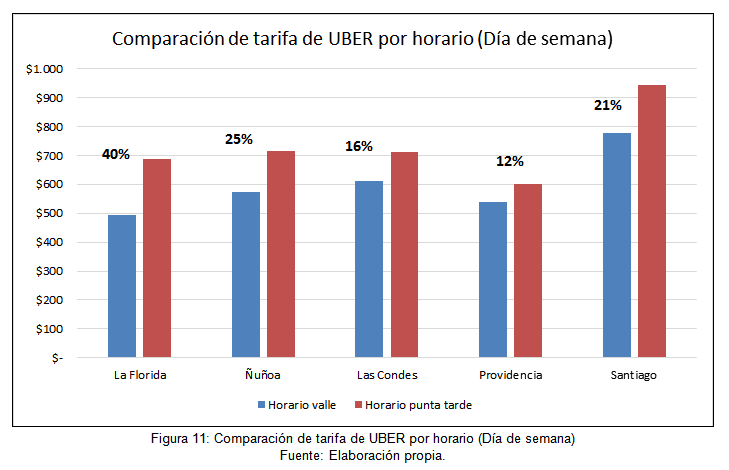 Comparación de tarifa de UBER por horario (Día de semana)
$1.000
$900
$800
$700
$600
$500
$400
$300
$200
$100
$-
40%
25%
16%
12%
21%
La Florida
Ñuñoa
Las Condes
Providencia
Santiago
Horario valle
Horario punta tarde
Figura 11: Comparación de tarifa de UBER por horario (Día de semana)
Fuente: Elaboración propia.